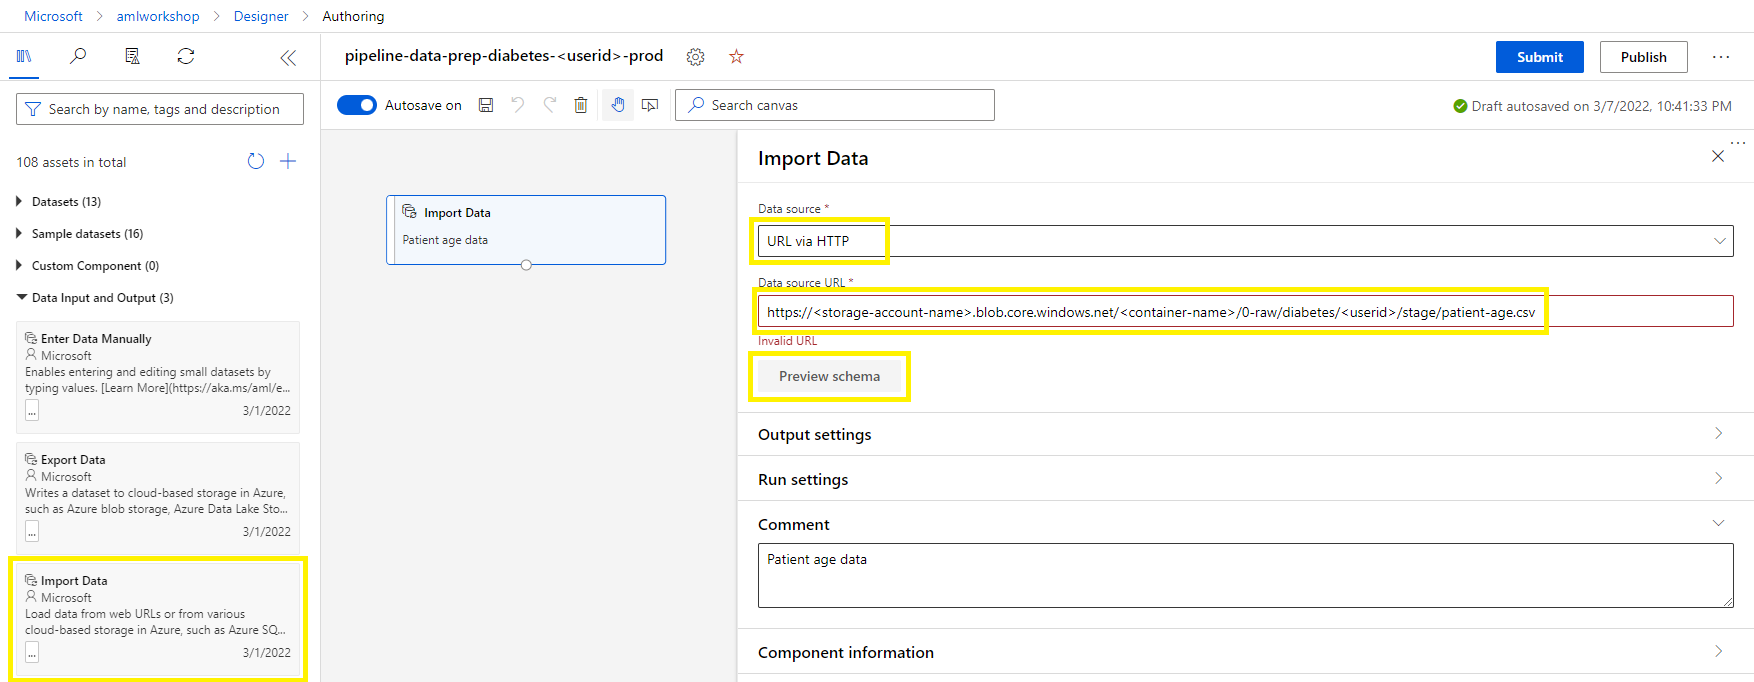 Microsoft > amlworkshop > Designer > Authoring
pipeline-data-prep-diabetes-<userid>-prod
Submit
Publish
...
Search by name, tags and description
Autosave on
Search canvas
Draft autosaved on 3/7/2022, 10:41:33 PM
108 assets in total
Datasets (13)
Sample datasets (16)
Custom Component (0)
Data Input and Output (3)
Enter Data Manually
Microsoft
Enables entering and editing small datasets by
typing values. [Learn More](https://aka.ms/aml/e...
...
3/1/2022
Export Data
Microsoft
Writes a dataset to cloud-based storage in Azure,
such as Azure blob storage, Azure Data Lake Sto...
...
3/1/2022
Import Data
Microsoft
Load data from web URLs or from various
cloud-based storage in Azure, such as Azure SQ...
...
3/1/2022
Import Data
Patient age data
Import Data
...
Data source *
URL via HTTP
Data source URL *
https://<storage-account-name>.blob.core.windows.net/<container-name>/0-raw/diabetes/<userid>/stage/patient-age.csv
Invalid URL
Preview schema
Output settings
Run settings
Comment
Patient age data
Component information